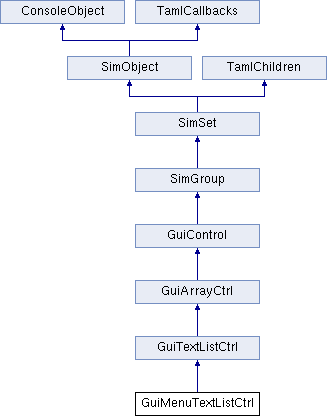 ConsoleObject
TamlCallbacks
SimObject
TamlChildren
SimSet
SimGroup
GuiControl
GuiArrayCtrl
GuiTextListCtrl
GuiMenuTextListCtrl